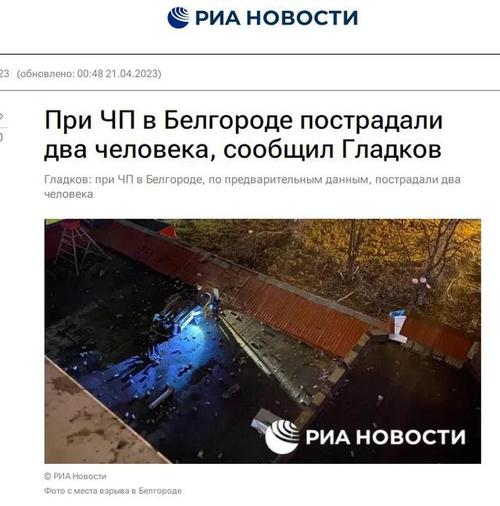 РИА НОВОСТИ
23 (обновлено: 00:48 21.04.2023)
При ЧП в Белгороде пострадали
два человека, сообщил Гладков
Гладков: при ЧП в Белгороде, по предварительным данным, пострадали два
человека
РИА НОВОСТИ
© РИА Новости
Фото с места взрыва в Белгороде